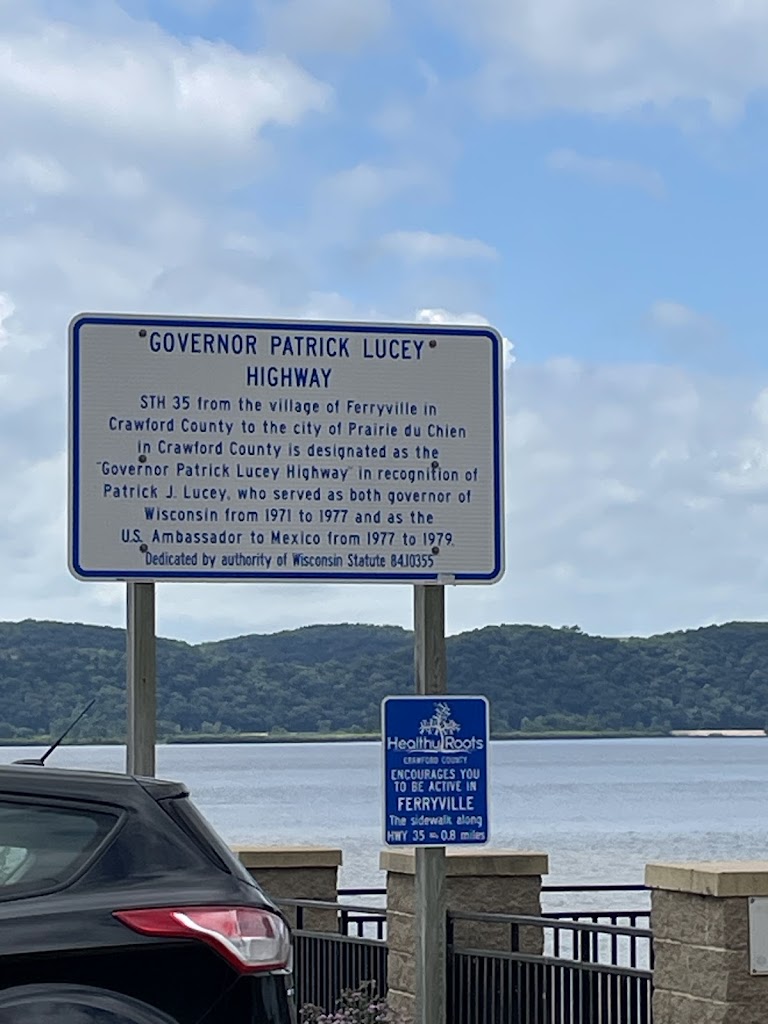 GOVERNOR PATRICK LUCEY
HIGHWAY
STH 35 from the village of Ferryville in
Crawford County to the city of Prairie du Chien
in Crawford County is designated as the
"Governor Patrick Lucey Highway" in recognition of
Patrick J. Lucey, who served as both governor of
Wisconsin from 1971 to 1977 and as the
U.S. Ambassador to Mexico from 1977 to 1979.
Dedicated by authority of Wisconsin Statute 84.10355
Healthy Roots
CRAWFORD COUNTY
ENCOURAGES YOU
TO BE ACTIVE IN
FERRYVILLE
The sidewalk along
HWY 35 = 0.8 miles